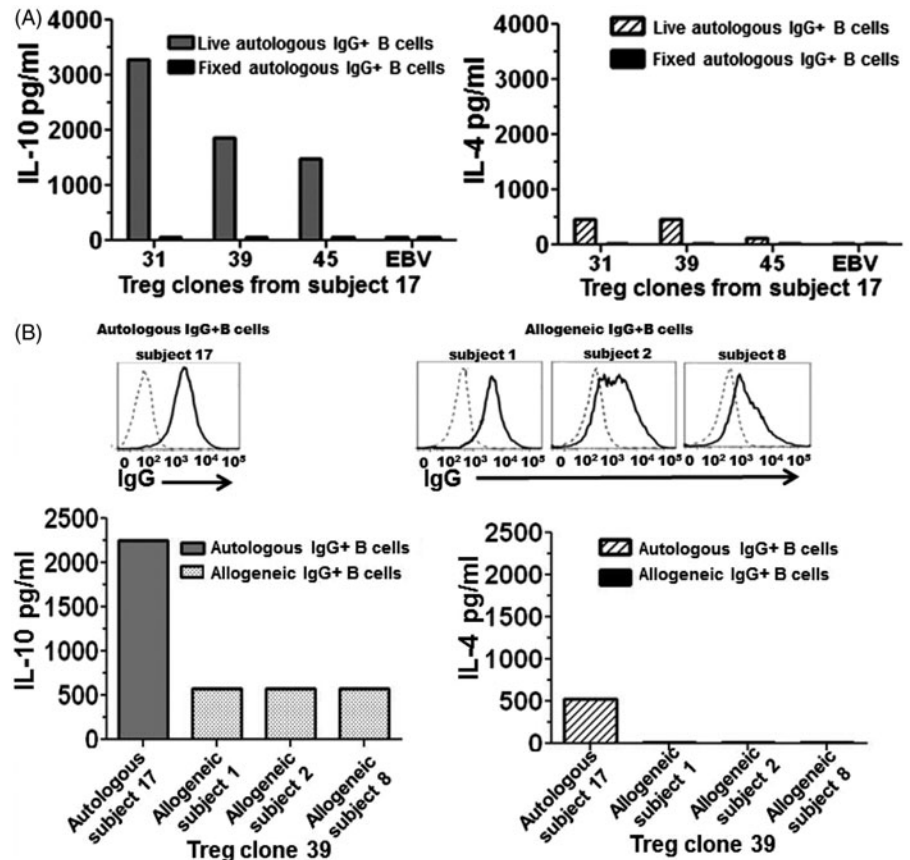 (A)
4000
3000
2000
1000
0
IL-10 pg/ml
Live autologous IgG+ B cells
Fixed autologous IgG+ B cells
31 39 45 EBV
Treg clones from subject 17
4000
3000
2000
1000
0
IL-4 pg/ml
Live autologous IgG+ B cells
Fixed autologous IgG+ B cells
31 39 45 EBV
Treg clones from subject 17
(B)
Autologous IgG+B cells
subject 17
0 10² 10³ 10⁴ 10⁵
IgG
Allogeneic IgG+B cells
subject 1 subject 2 subject 8
0 10² 10³ 10⁴ 10⁵ 0 10² 10³ 10⁴ 10⁵ 0 10² 10³ 10⁴ 10⁵
IgG
2500
2000
1500
1000
500
0
IL-10 pg/ml
Autologous IgG+ B cells
Allogeneic IgG+ B cells
Autologous
subject 17
Allogeneic
subject 1
Allogeneic
subject 2
Allogeneic
subject 8
Treg clone 39
2500
2000
1500
1000
500
0
IL-4 pg/ml
Autologous IgG+ B cells
Allogeneic IgG+ B cells
Autologous
subject 17
Allogeneic
subject 1
Allogeneic
subject 2
Allogeneic
subject 8
Treg clone 39